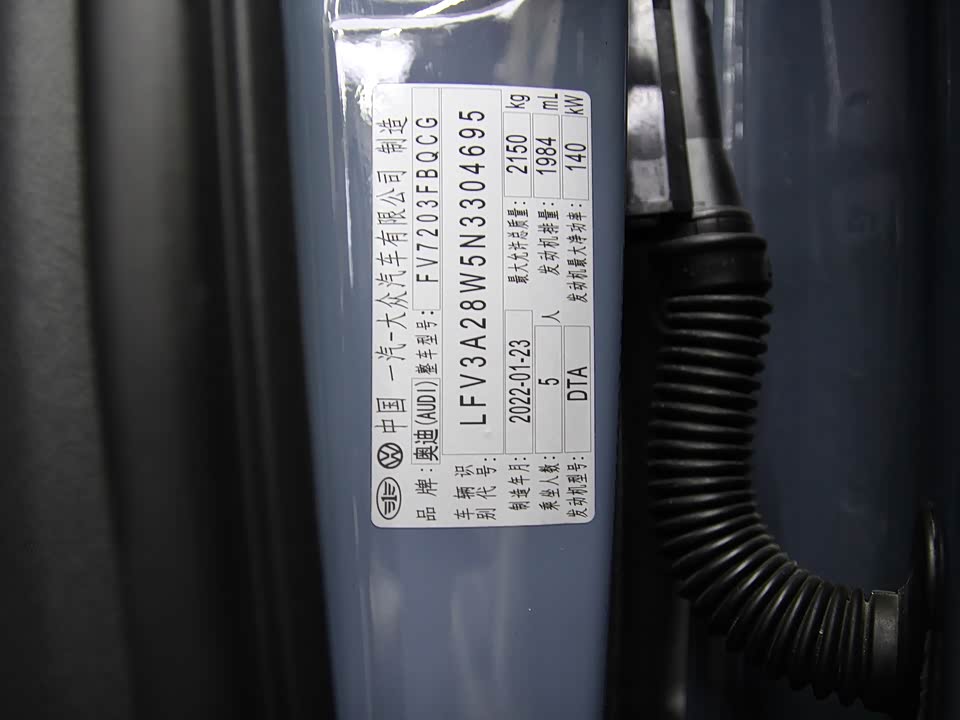 中国 一汽-大众汽车有限公司 制造
品牌: 奥迪(AUDI) 整车型号: FV7203FBQCG
车辆识别代号: LFV3A28W5N3304695
制造年月: 2022-01-23 最大允许总质量: 2150 kg
乘坐人数: 5 人 发动机排量: 1984 mL
发动机型号: DTA 发动机最大净功率: 140 kW